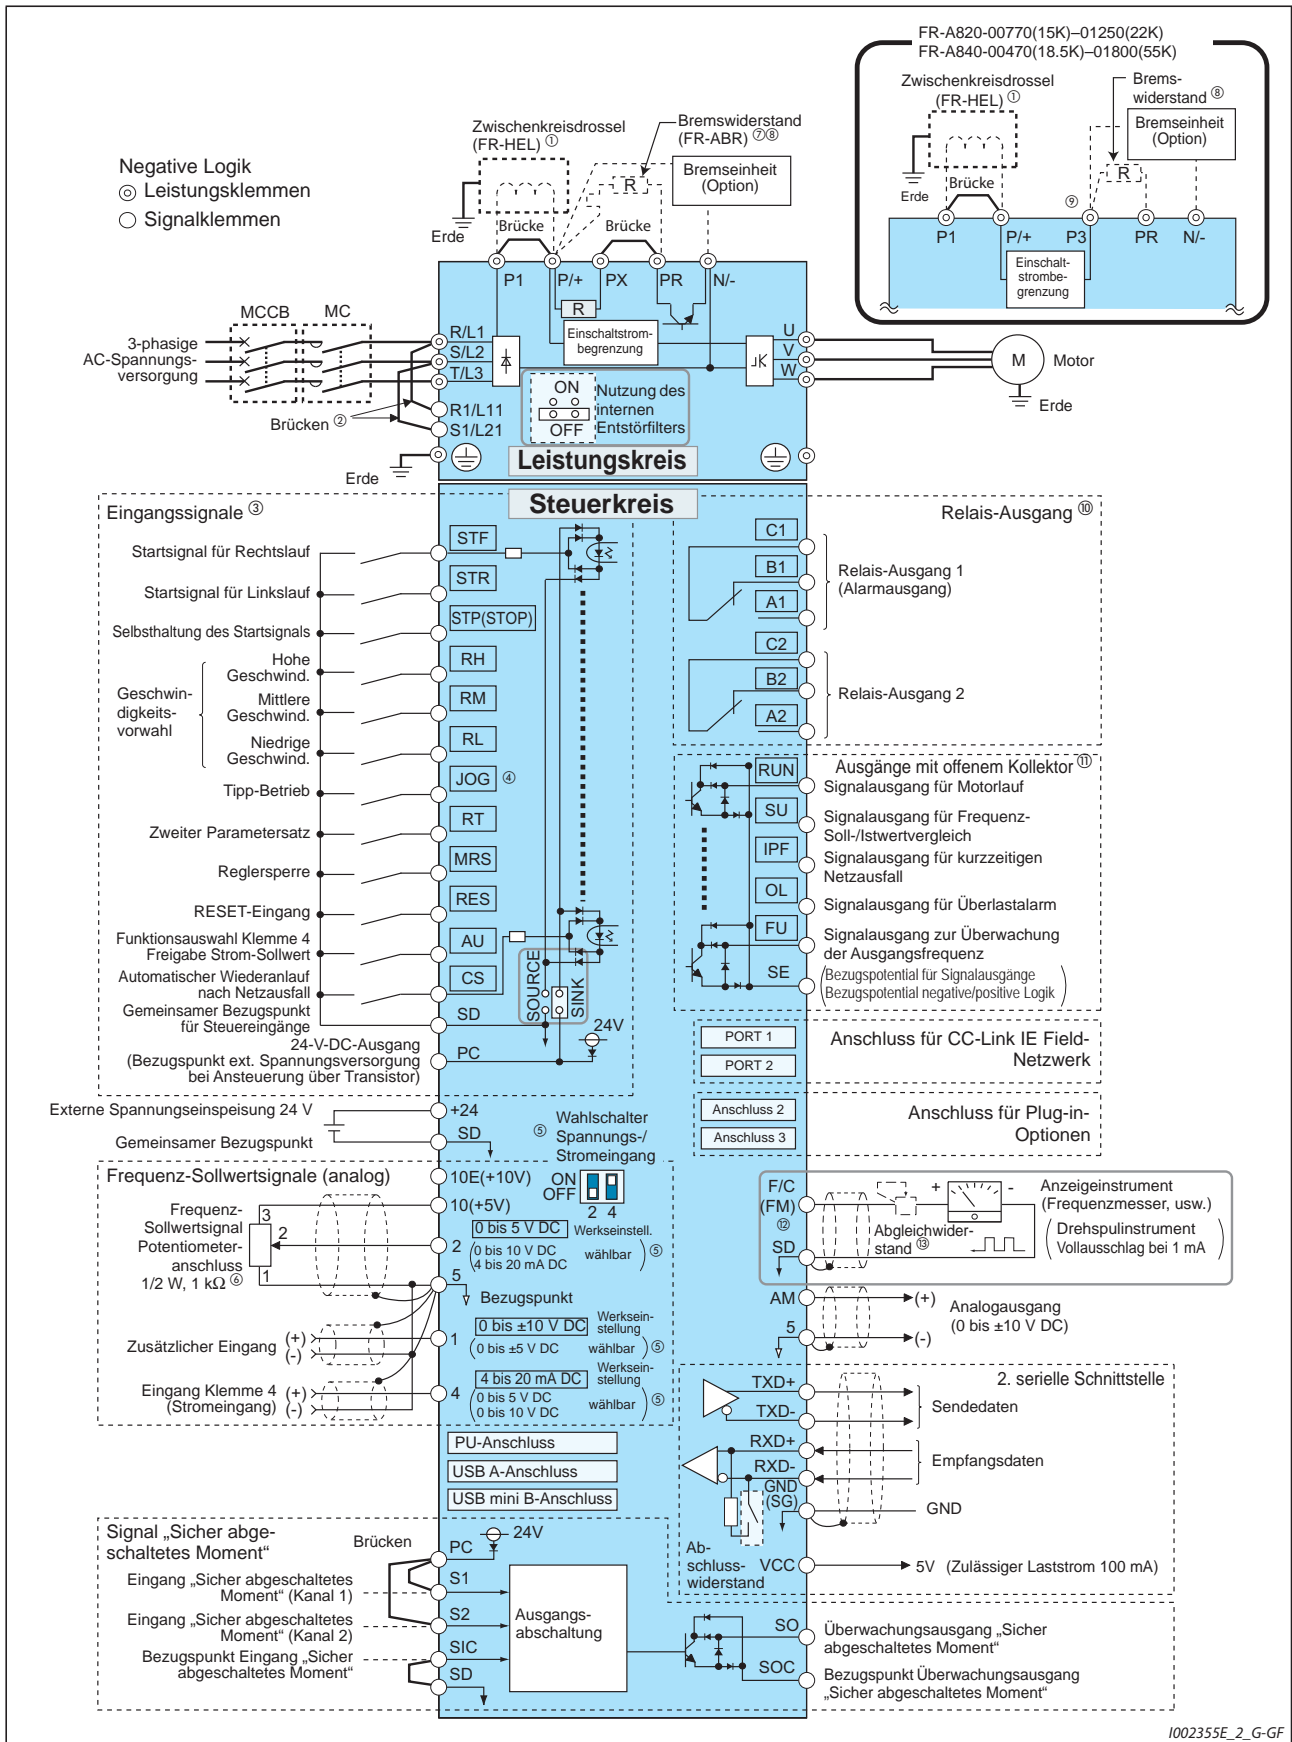 FR-A820-00770(15K)–01250(22K)
FR-A840-00470(18.5K)–01800(55K)
Zwischenkreisdrossel
(FR-HEL) ①
Brems-
widerstand ⑧
Bremseinheit
(Option)
R
Erde
Brücke
⑨
P1
P/+
P3
PR
N/-
Einschalt-
strombe-
grenzung
Negative Logik
Leistungsklemmen
Signalklemmen
Zwischenkreisdrossel
(FR-HEL) ①
Bremswiderstand
(FR-ABR) ⑦⑧
Bremseinheit
(Option)
R
Erde
Brücke
Brücke
P1
P/+
PX
PR
N/-
R
Einschaltstrom-
begrenzung
MCCB
MC
3-phasige
AC-Spannungs-
versorgung
R/L1
S/L2
T/L3
R1/L11
S1/L21
Brücken ②
Erde
U
V
W
M
Motor
Erde
ON
OFF
Nutzung des
internen
Entstörfilters
Leistungskreis
Steuerkreis
Eingangssignale ③
Startsignal für Rechtslauf
STF
Startsignal für Linkslauf
STR
Selbsthaltung des Startsignals
STP(STOP)
Geschwin-
digkeits-
vorwahl
Hohe
Geschwind.
RH
Mittlere
Geschwind.
RM
Niedrige
Geschwind.
RL
Tipp-Betrieb
JOG ④
Zweiter Parametersatz
RT
Reglersperre
MRS
RESET-Eingang
RES
Funktionsauswahl Klemme 4
Freigabe Strom-Sollwert
AU
Automatischer Wiederanlauf
nach Netzausfall
CS
Gemeinsamer Bezugspunkt
für Steuereingänge
SD
24-V-DC-Ausgang
(Bezugspunkt ext. Spannungsversorgung
bei Ansteuerung über Transistor)
PC
SOURCE
SINK
24V
Relais-Ausgang ⑩
C1
B1
A1
Relais-Ausgang 1
(Alarmausgang)
C2
B2
A2
Relais-Ausgang 2
Ausgänge mit offenem Kollektor ⑪
RUN
Signalausgang für Motorlauf
SU
Signalausgang für Frequenz-
Soll-/Istwertvergleich
IPF
Signalausgang für kurzzeitigen
Netzausfall
OL
Signalausgang für Überlastalarm
FU
Signalausgang zur Überwachung
der Ausgangsfrequenz
SE
(Bezugspotential für Signalausgänge
Bezugspotential negative/positive Logik)
PORT 1
PORT 2
Anschluss für CC-Link IE Field-
Netzwerk
Anschluss 2
Anschluss 3
Anschluss für Plug-in-
Optionen
Externe Spannungseinspeisung 24 V
+24
Gemeinsamer Bezugspunkt
SD
⑤ Wahlschalter
Spannungs-/
Stromeingang
ON
OFF
2 4
Frequenz-Sollwertsignale (analog)
10E(+10V)
10(+5V)
Frequenz-
Sollwertsignal
Potentiometer-
anschluss
1/2 W, 1 kΩ ⑥
3
2
1
2
0 bis 5 V DC
Werkseinstell.
(0 bis 10 V DC
4 bis 20 mA DC
wählbar) ⑤
5
Bezugspunkt
Zusätzlicher Eingang
(+)
(-)
1
0 bis ±10 V DC
Werksein-
stellung
(0 bis ±5 V DC
wählbar) ⑤
Eingang Klemme 4
(Stromeingang)
(+)
(-)
4
4 bis 20 mA DC
Werksein-
stellung
(0 bis 5 V DC
0 bis 10 V DC
wählbar) ⑤
F/C
(FM)
⑫
SD
+
-
Abgleichwider-
stand ⑬
Anzeigeinstrument
(Frequenzmesser, usw.)
(Drehspulinstrument
Vollausschlag bei 1 mA)
AM
5
(+)
(-)
Analogausgang
(0 bis ±10 V DC)
2. serielle Schnittstelle
TXD+
TXD-
Sendedaten
RXD+
RXD-
Empfangsdaten
GND
(SG)
GND
Ab-
schluss-
widerstand
VCC
5V
(Zulässiger Laststrom 100 mA)
PU-Anschluss
USB A-Anschluss
USB mini B-Anschluss
Signal „Sicher abge-
schaltetes Moment“
Brücken
PC
24V
Eingang „Sicher abgeschaltetes
Moment“ (Kanal 1)
S1
Eingang „Sicher abgeschaltetes
Moment“ (Kanal 2)
S2
Bezugspunkt Eingang „Sicher
abgeschaltetes Moment“
SIC
SD
Ausgangs-
abschaltung
SO
Überwachungsausgang „Sicher
abgeschaltetes Moment“
SOC
Bezugspunkt Überwachungsausgang
„Sicher abgeschaltetes Moment“
I002355E_2_G-GF